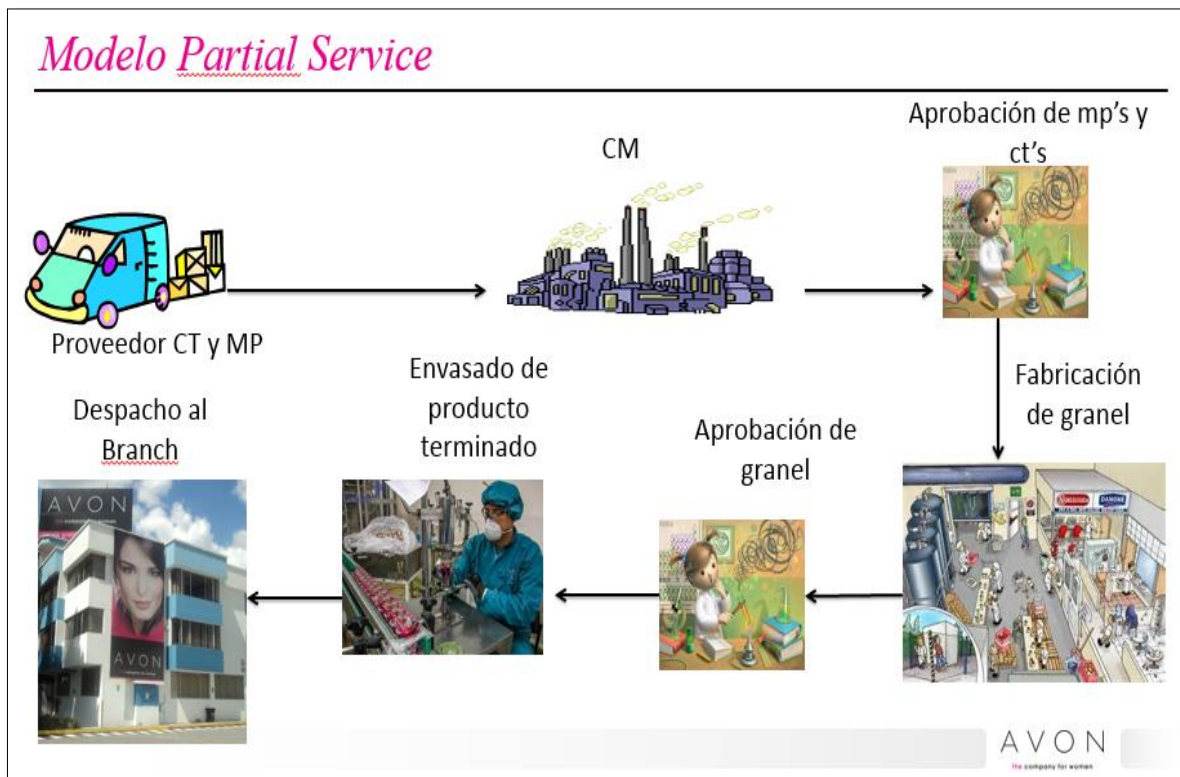 Modelo Partial Service
Aprobación de mp's y
ct's
CM
Proveedor CT y MP
Fabricación
de granel
Aprobación de
granel
Envasado de
producto
terminado
Despacho al
Branch
AVON
AVON
DANONE
AVON
the company for women